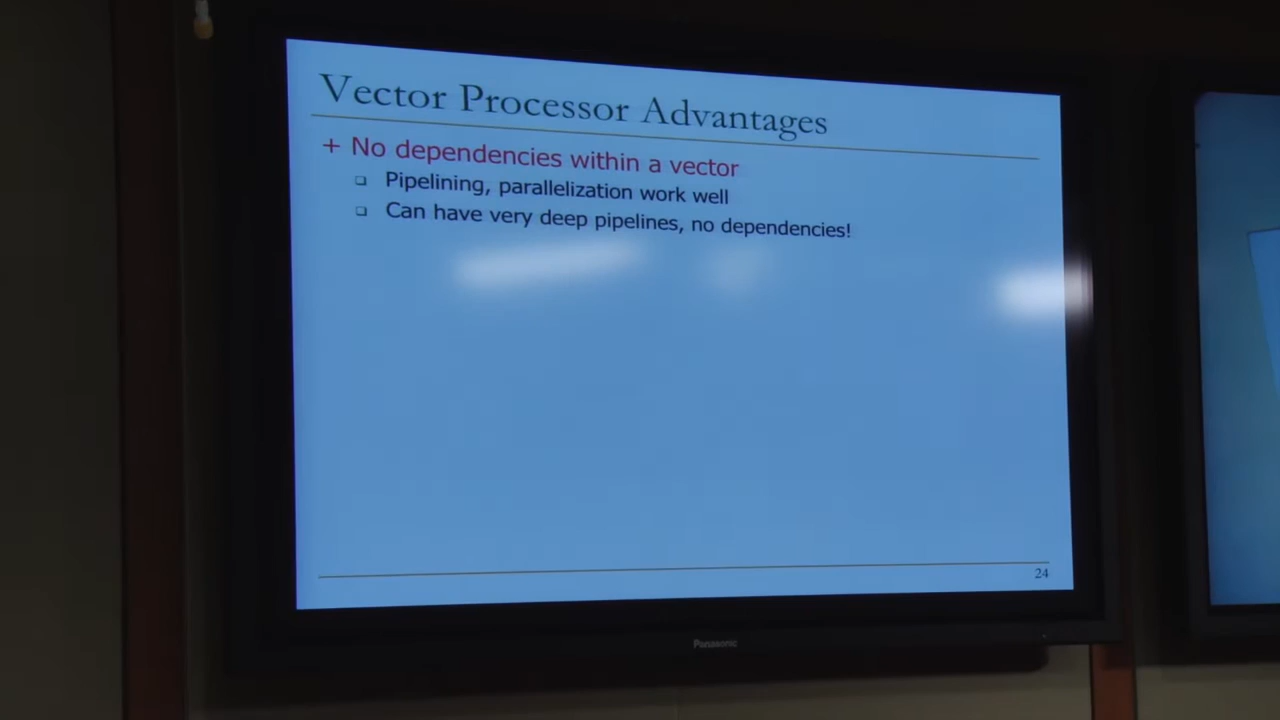 Vector Processor Advantages
+ No dependencies within a vector
❑ Pipelining, parallelization work well
❑ Can have very deep pipelines, no dependencies!
24
Panasonic